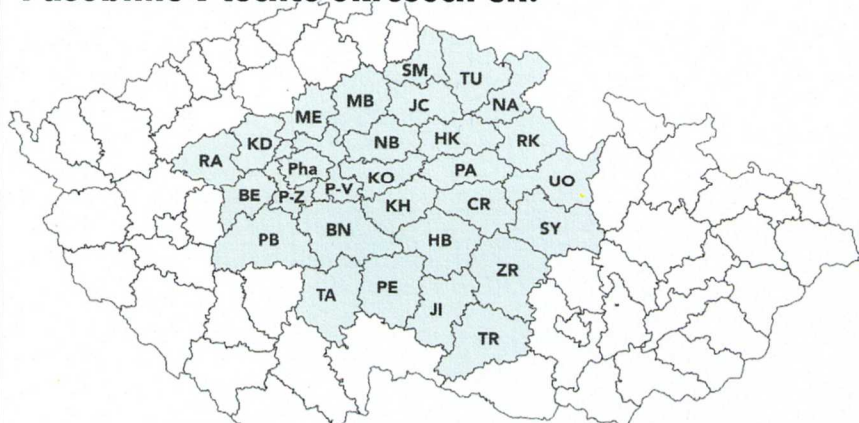 SM TU
MB JC NA
ME
KD NB HK RK
RA Pha KO PA UO
BE P-Z P-V KH CR
PB BN HB SY
ZR
TA PE
JI
TR